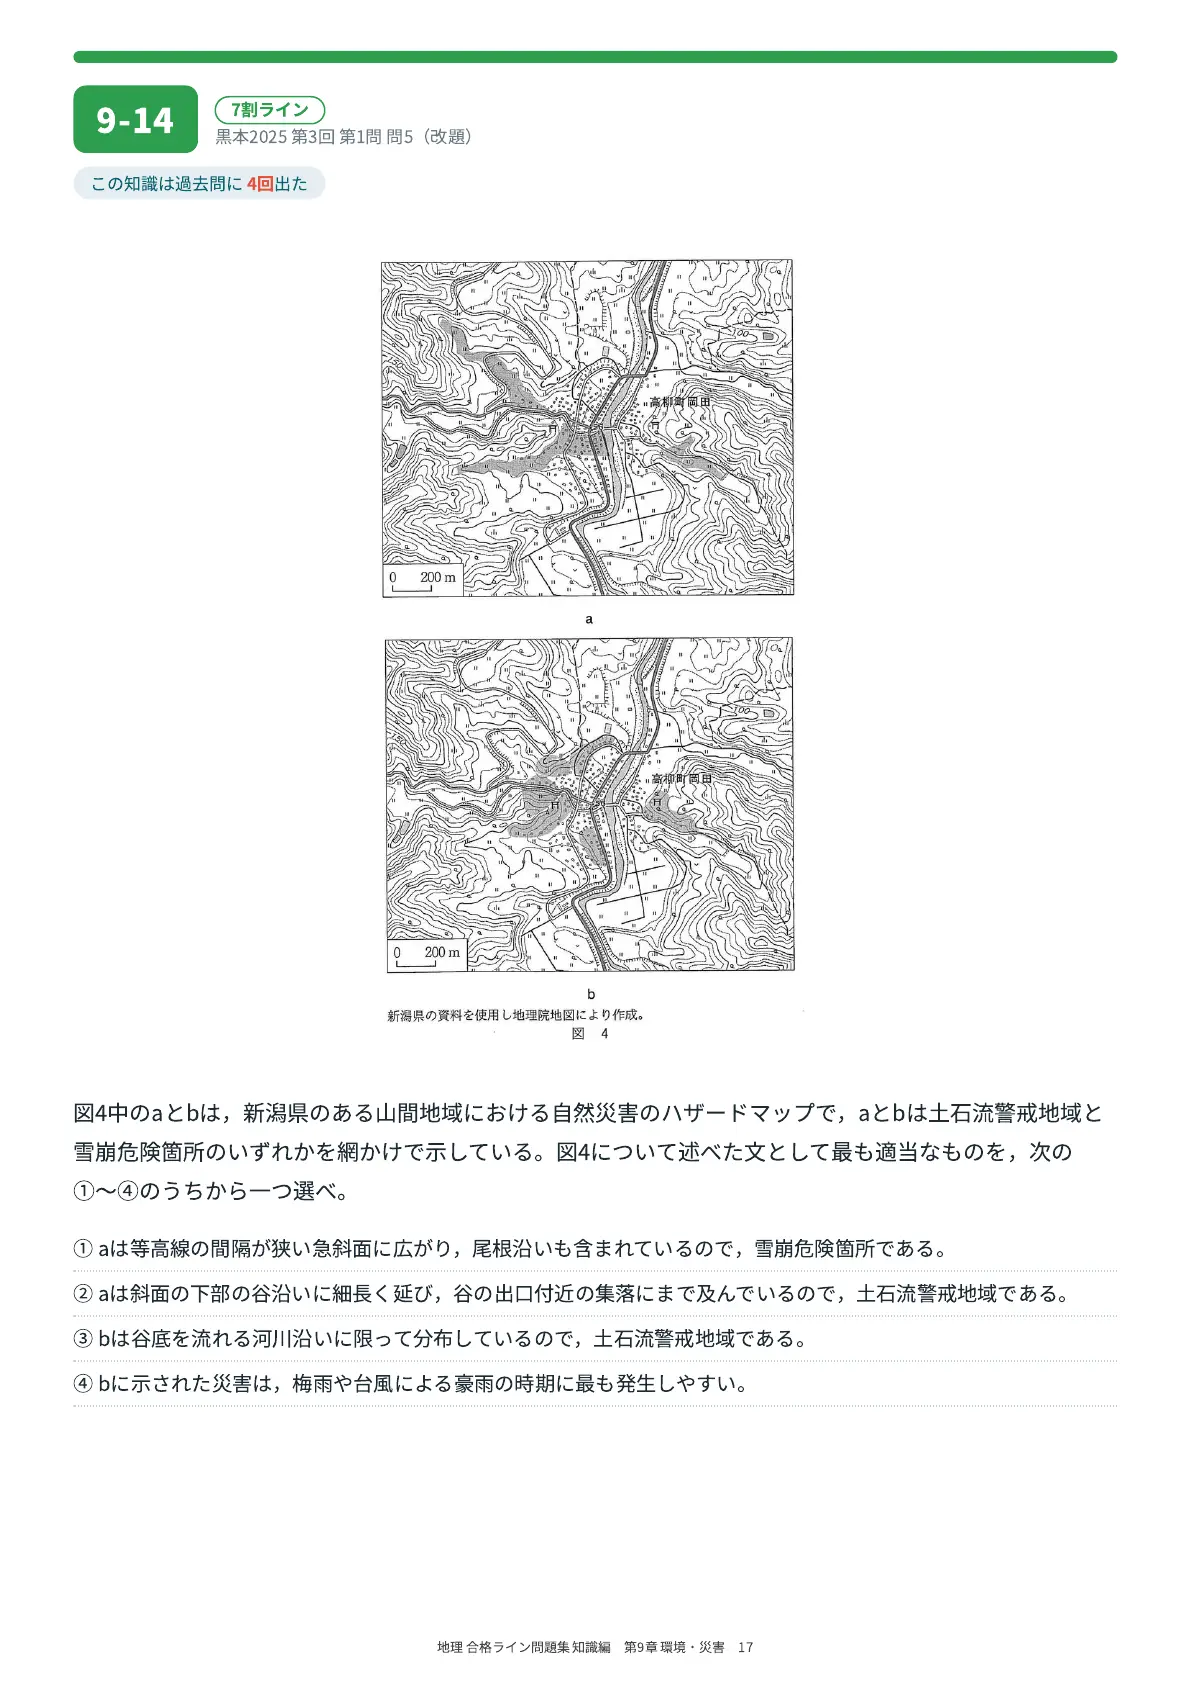 9-14
7割ライン
黒本2025 第3回 第1問 問5（改題）
この知識は過去問に 4回出た
高柳町岡田
0 200 m
a
高柳町岡田
0 200 m
b
新潟県の資料を使用し地理院地図により作成。
図 4
図4中のaとbは，新潟県のある山間地域における自然災害のハザードマップで，aとbは土石流警戒地域と
雪崩危険箇所のいずれかを網かけで示している。図4について述べた文として最も適当なものを，次の
①〜④のうちから一つ選べ。
① aは等高線の間隔が狭い急斜面に広がり，尾根沿いも含まれているので，雪崩危険箇所である。
② aは斜面の下部の谷沿いに細長く延び，谷の出口付近の集落にまで及んでいるので，土石流警戒地域である。
③ bは谷底を流れる河川沿いに限って分布しているので，土石流警戒地域である。
④ bに示された災害は，梅雨や台風による豪雨の時期に最も発生しやすい。
地理 合格ライン問題集 知識編　第9章 環境・災害　17